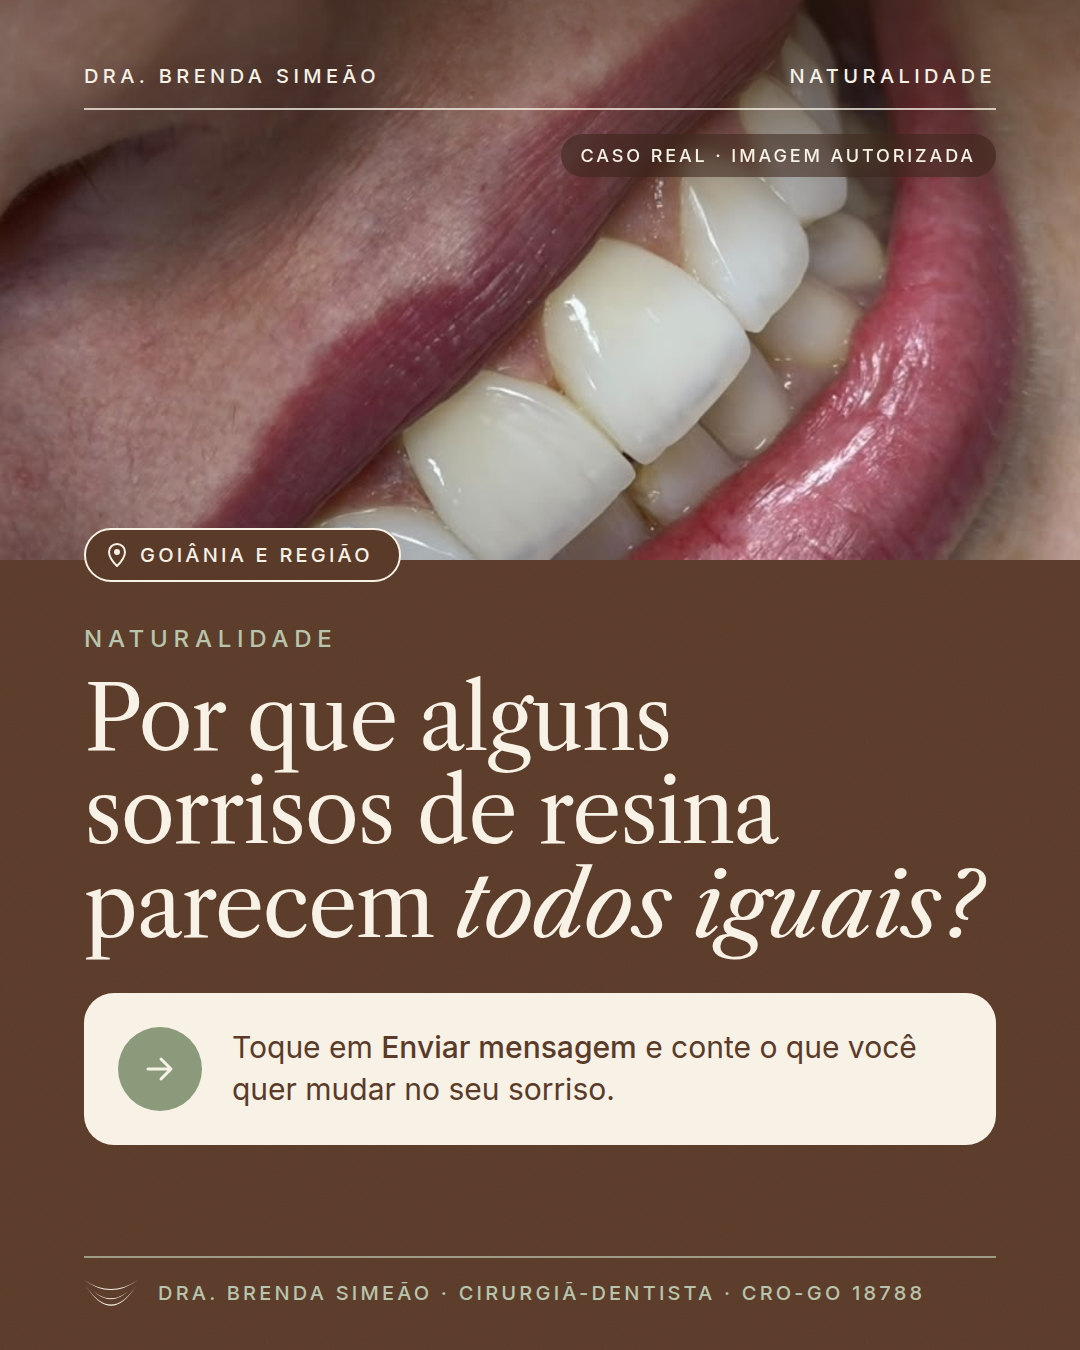 DRA. BRENDA SIMEÃO
NATURALIDADE
CASO REAL · IMAGEM AUTORIZADA
GOIÂNIA E REGIÃO
NATURALIDADE
Por que alguns
sorrisos de resina
parecem todos iguais?
Toque em Enviar mensagem e conte o que você
quer mudar no seu sorriso.
DRA. BRENDA SIMEÃO · CIRURGIÃ-DENTISTA · CRO-GO 18788